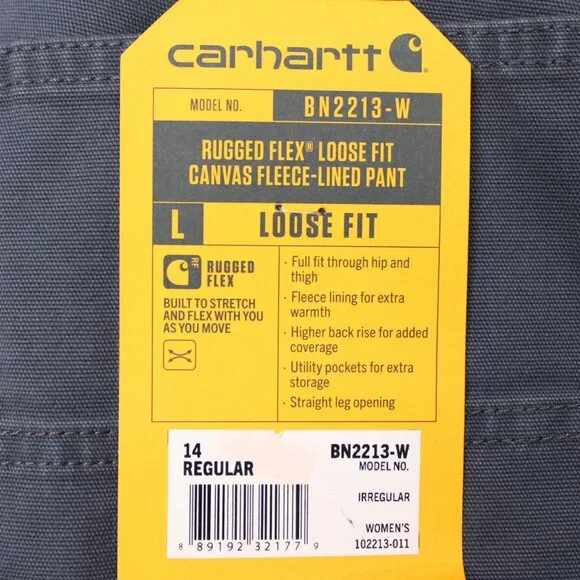 carhartt
MODEL NO. BN2213-W
RUGGED FLEX® LOOSE FIT
CANVAS FLEECE-LINED PANT
L LOOSE FIT
RF RUGGED
FLEX
BUILT TO STRETCH
AND FLEX WITH YOU
AS YOU MOVE
· Full fit through hip and
thigh
· Fleece lining for extra
warmth
· Higher back rise for added
coverage
· Utility pockets for extra
storage
· Straight leg opening
14 BN2213-W
REGULAR MODEL NO.
IRREGULAR
WOMEN'S
8 89192 32177 9 102213-011